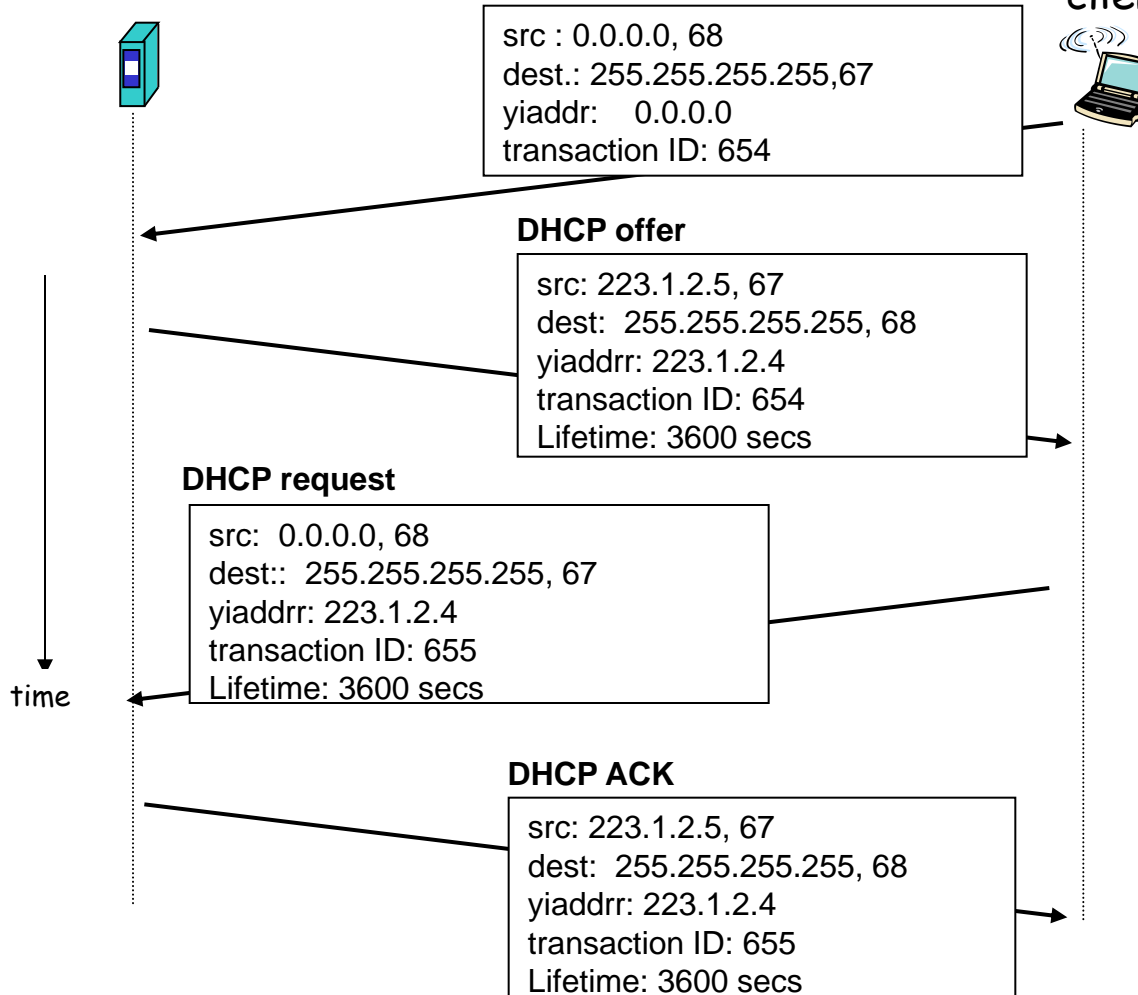 src : 0.0.0.0, 68
dest.: 255.255.255.255,67
yiaddr: 0.0.0.0
transaction ID: 654
DHCP offer
src: 223.1.2.5, 67
dest: 255.255.255.255, 68
yiaddrr: 223.1.2.4
transaction ID: 654
Lifetime: 3600 secs
DHCP request
src: 0.0.0.0, 68
dest:: 255.255.255.255, 67
yiaddrr: 223.1.2.4
transaction ID: 655
Lifetime: 3600 secs
time
DHCP ACK
src: 223.1.2.5, 67
dest: 255.255.255.255, 68
yiaddrr: 223.1.2.4
transaction ID: 655
Lifetime: 3600 secs